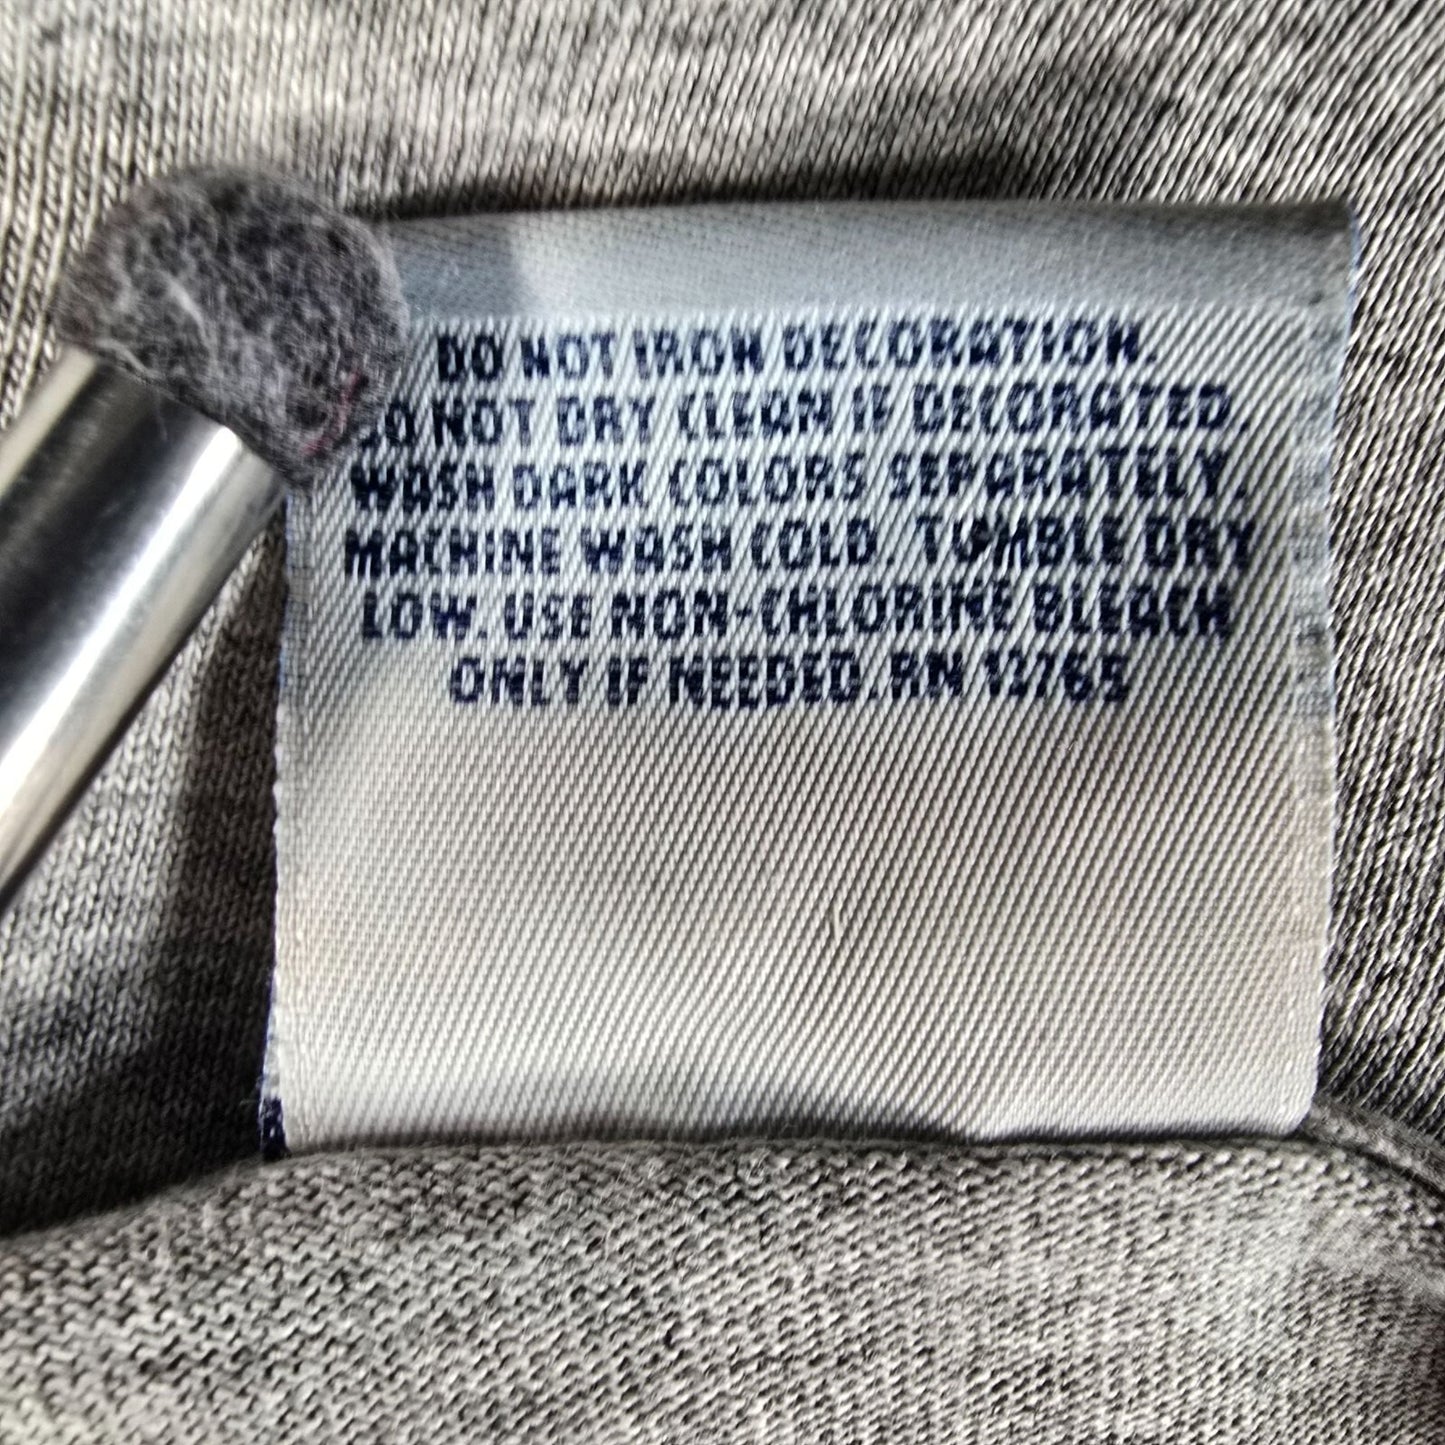 DO NOT IRON DECORATION.
DO NOT DRY CLEAN IF DECORATED.
WASH DARK COLORS SEPARATELY.
MACHINE WASH COLD. TUMBLE DRY
LOW. USE NON-CHLORINE BLEACH
ONLY IF NEEDED. RN 13765